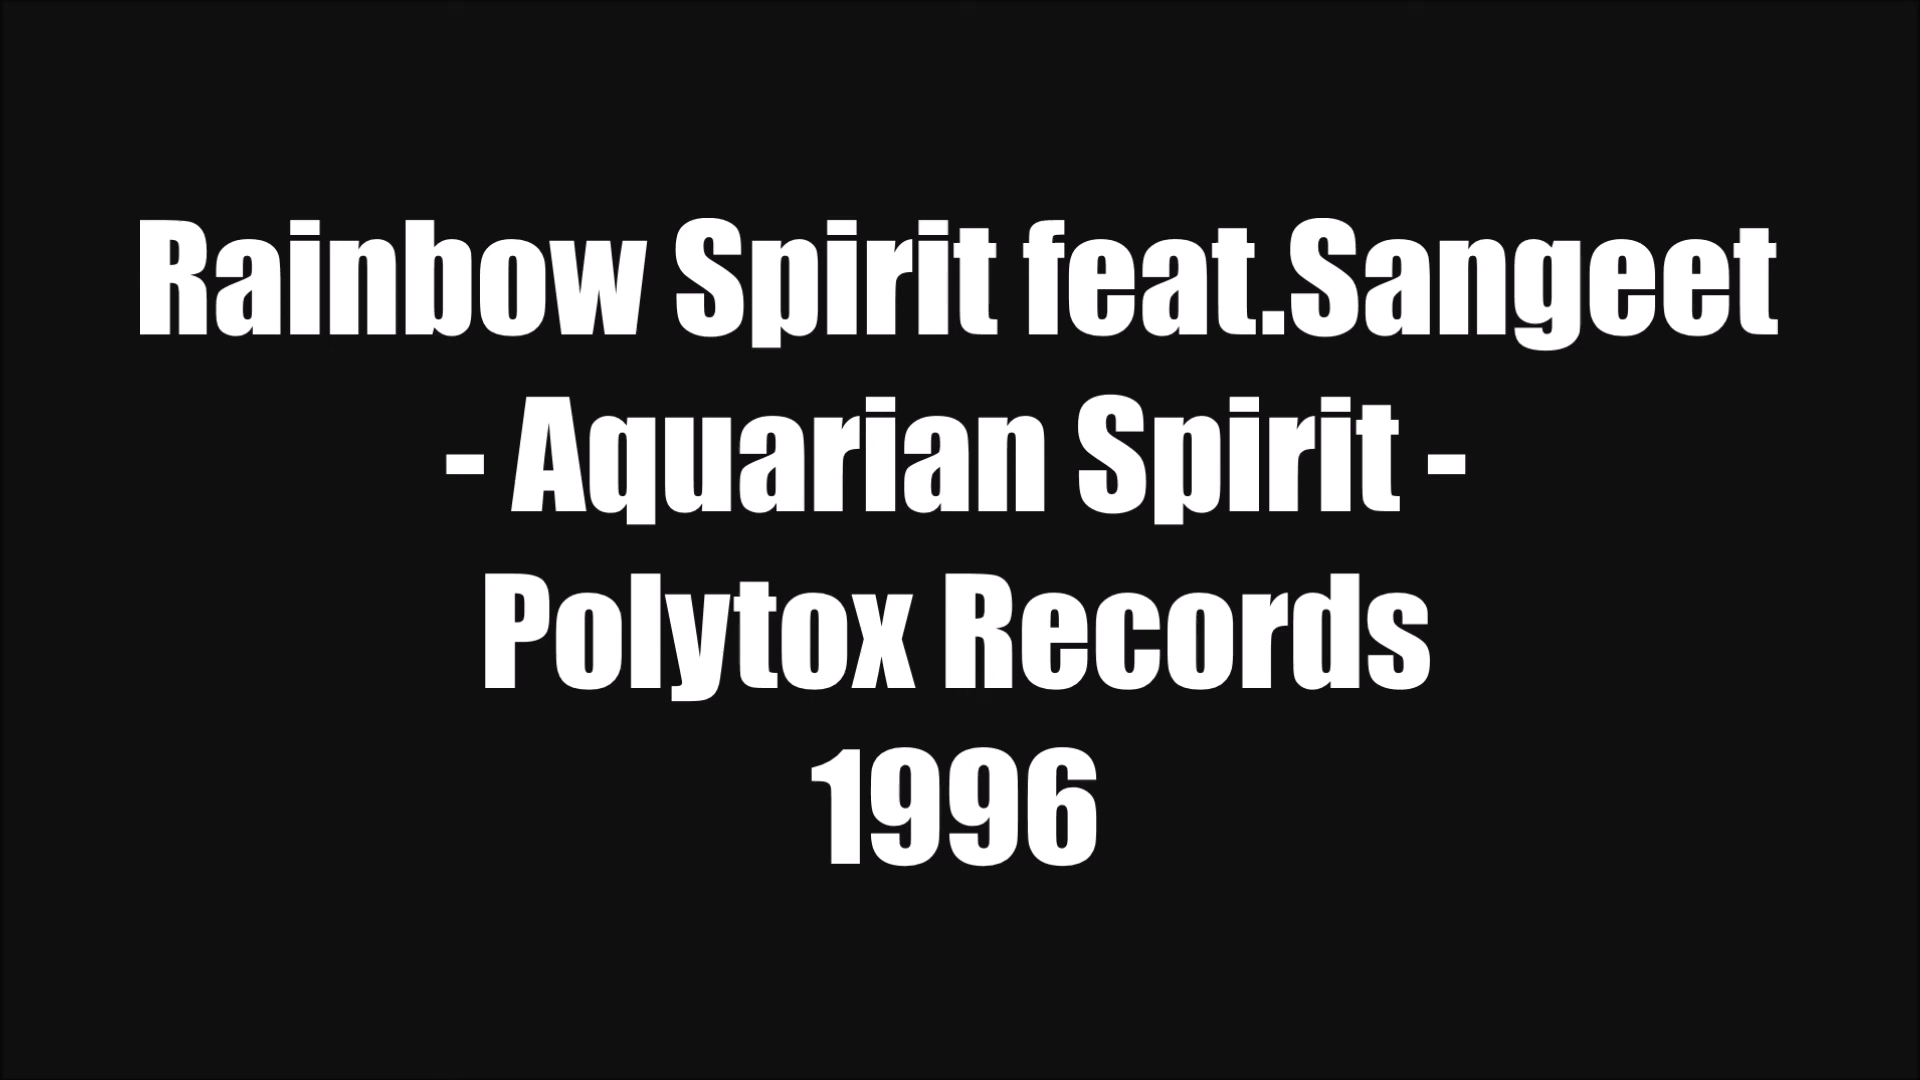 Rainbow Spirit feat.Sangeet
- Aquarian Spirit -
Polytox Records
1996